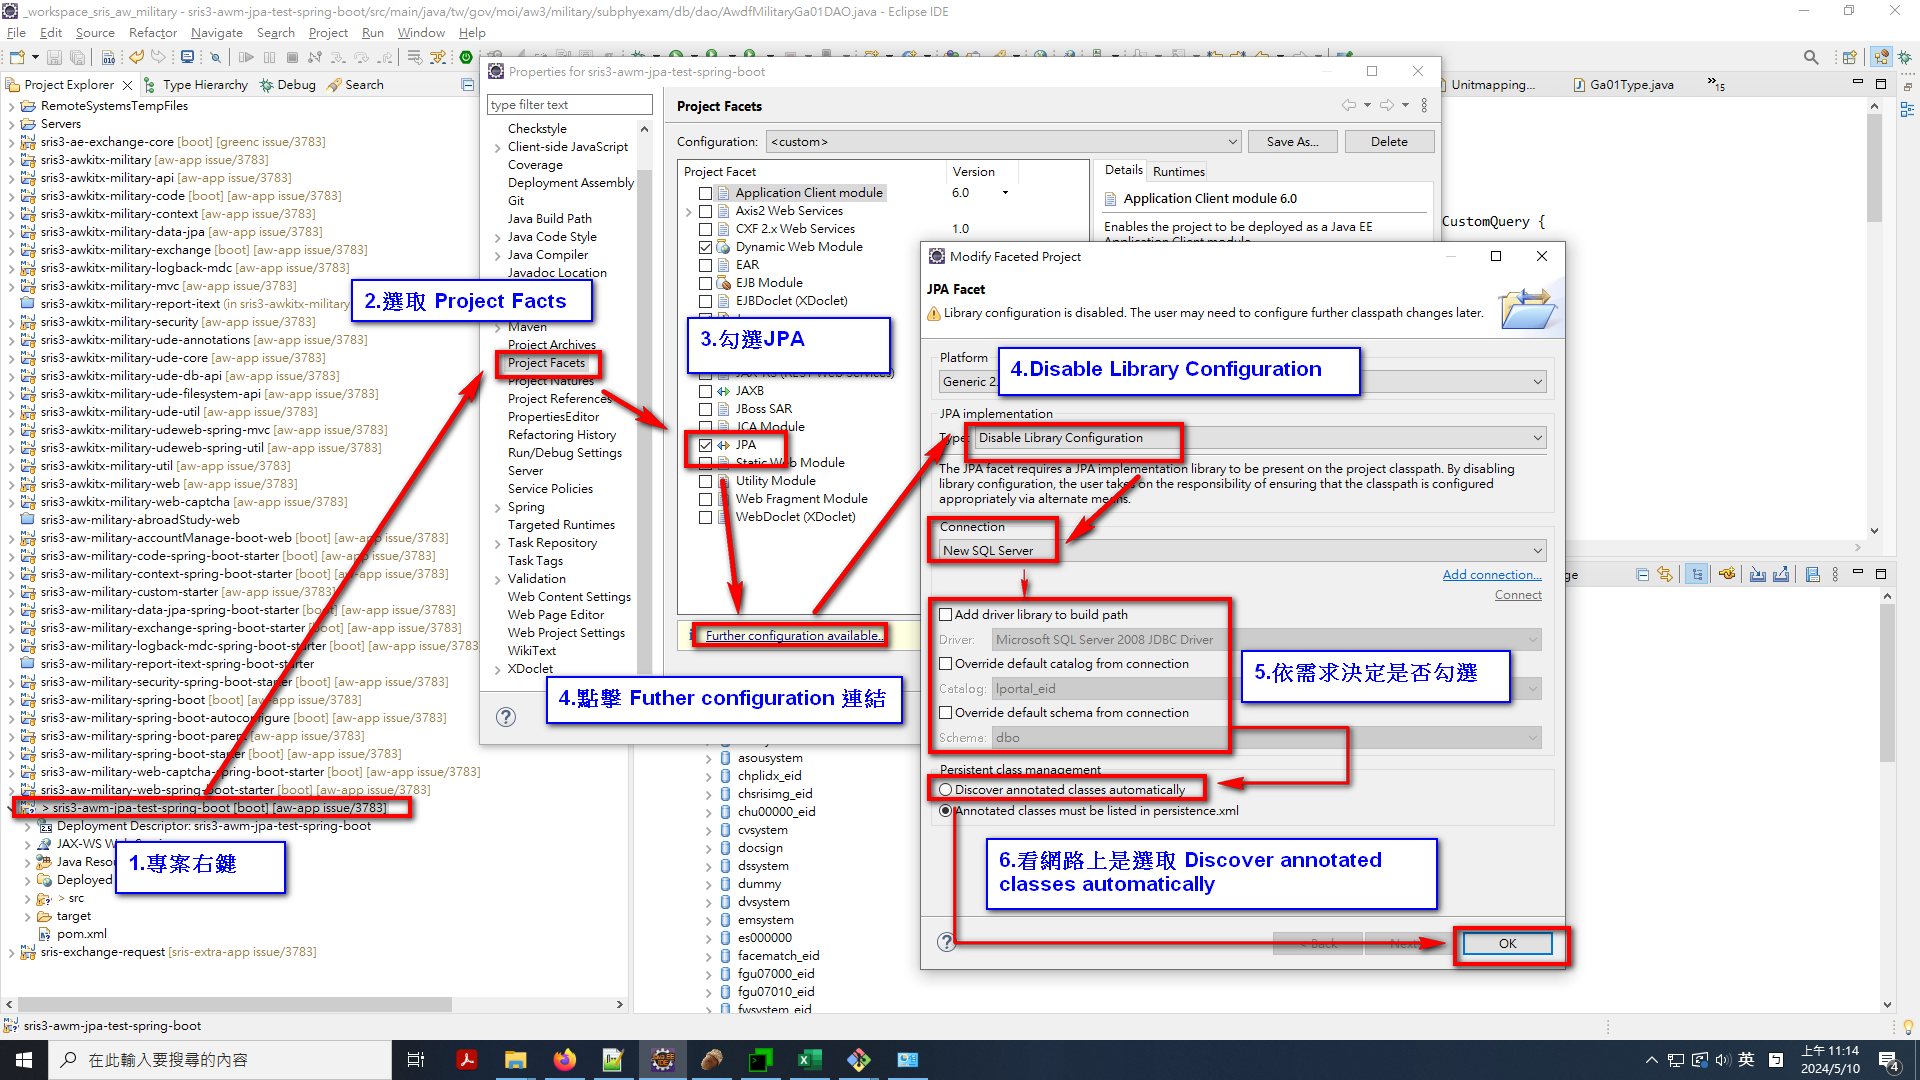 _workspace_sris_aw_military - sris3-awm-jpa-test-spring-boot/src/main/java/tw/gov/moi/aw3/military/subphyexam/db/dao/AwdfMilitaryGa01DAO.java - Eclipse IDE
File Edit Source Refactor Navigate Search Project Run Window Help
Project Explorer Type Hierarchy Debug Search
RemoteSystemsTempFiles
Servers
sris3-ae-exchange-core [boot] [greenc issue/3783]
sris3-awkitx-military [aw-app issue/3783]
sris3-awkitx-military-api [aw-app issue/3783]
sris3-awkitx-military-code [boot] [aw-app issue/3783]
sris3-awkitx-military-context [aw-app issue/3783]
sris3-awkitx-military-data-jpa [aw-app issue/3783]
sris3-awkitx-military-exchange [boot] [aw-app issue/3783]
sris3-awkitx-military-logback-mdc [aw-app issue/3783]
sris3-awkitx-military-mvc [aw-app issue/3783]
sris3-awkitx-military-report-itext (in sris3-awkitx-military
sris3-awkitx-military-security [aw-app issue/3783]
sris3-awkitx-military-ude-annotations [aw-app issue/3783]
sris3-awkitx-military-ude-core [aw-app issue/3783]
sris3-awkitx-military-ude-db-api [aw-app issue/3783]
sris3-awkitx-military-ude-filesystem-api [aw-app issue/3783]
sris3-awkitx-military-ude-util [aw-app issue/3783]
sris3-awkitx-military-udeweb-spring-mvc [aw-app issue/3783]
sris3-awkitx-military-udeweb-spring-util [aw-app issue/3783]
sris3-awkitx-military-util [aw-app issue/3783]
sris3-awkitx-military-web [aw-app issue/3783]
sris3-awkitx-military-web-captcha [aw-app issue/3783]
sris3-aw-military-abroadStudy-web
sris3-aw-military-accountManage-boot-web [boot] [aw-app issue/3783]
sris3-aw-military-code-spring-boot-starter [boot] [aw-app issue/3783]
sris3-aw-military-context-spring-boot-starter [boot] [aw-app issue/3783]
sris3-aw-military-custom-starter [aw-app issue/3783]
sris3-aw-military-data-jpa-spring-boot-starter [boot] [aw-app issue/3783]
sris3-aw-military-exchange-spring-boot-starter [boot] [aw-app issue/3783]
sris3-aw-military-logback-mdc-spring-boot-starter [boot] [aw-app issue/3783
sris3-aw-military-report-itext-spring-boot-starter
sris3-aw-military-security-spring-boot-starter [boot] [aw-app issue/3783]
sris3-aw-military-spring-boot [boot] [aw-app issue/3783]
sris3-aw-military-spring-boot-autoconfigure [boot] [aw-app issue/3783]
sris3-aw-military-spring-boot-parent [aw-app issue/3783]
sris3-aw-military-spring-boot-starter [boot] [aw-app issue/3783]
sris3-aw-military-web-captcha-spring-boot-starter [boot] [aw-app issue/3783]
sris3-aw-military-web-spring-boot-starter [boot] [aw-app issue/3783]
> sris3-awm-jpa-test-spring-boot [boot] [aw-app issue/3783]
Deployment Descriptor: sris3-awm-jpa-test-spring-boot
JAX-WS We
Java Resou
Deployed
> src
target
pom.xml
sris-exchange-request [sris-extra-app issue/3783]
1.專案右鍵
2.選取 Project Facts
Properties for sris3-awm-jpa-test-spring-boot
type filter text
Checkstyle
Client-side JavaScript
Coverage
Deployment Assembly
Git
Java Build Path
Java Code Style
Java Compiler
Javadoc Location
Maven
Project Archives
Project Facets
Project Natures
Project References
PropertiesEditor
Refactoring History
Run/Debug Settings
Server
Service Policies
Spring
Targeted Runtimes
Task Repository
Task Tags
Validation
Web Content Settings
Web Page Editor
Web Project Settings
WikiText
XDoclet
Project Facets
Configuration: <custom> Save As... Delete
Project Facet Version
Application Client module 6.0
Axis2 Web Services
CXF 2.x Web Services 1.0
Dynamic Web Module
EAR
EJB Module
EJBDoclet (XDoclet)
3.勾選JPA
JAX-RS (REST Web Services)
JAXB
JBoss SAR
JCA Module
JPA
Static Web Module
Utility Module
Web Fragment Module
WebDoclet (XDoclet)
Further configuration available...
4.點擊 Futher configuration 連結
Details Runtimes
Application Client module 6.0
Enables the project to be deployed as a Java EE
Application Client module.
Unitmapping... Ga01Type.java 15
CustomQuery {
Modify Faceted Project
JPA Facet
Library configuration is disabled. The user may need to configure further classpath changes later.
Platform
Generic 2.
4.Disable Library Configuration
JPA implementation
Type: Disable Library Configuration
The JPA facet requires a JPA implementation library to be present on the project classpath. By disabling
library configuration, the user takes on the responsibility of ensuring that the classpath is configured
appropriately via alternate means.
Connection
New SQL Server
Add connection...
Connect
Add driver library to build path
Driver: Microsoft SQL Server 2008 JDBC Driver
Override default catalog from connection
Catalog: lportal_eid
Override default schema from connection
Schema: dbo
5.依需求決定是否勾選
Persistent class management
Discover annotated classes automatically
Annotated classes must be listed in persistence.xml
6.看網路上是選取 Discover annotated
classes automatically
< Back Next OK
ge
asousystem
chplidx_eid
chsrisimg_eid
chu00000_eid
cvsystem
docsign
dssystem
dummy
dvsystem
emsystem
es000000
facematch_eid
fgu07000_eid
fgu07010_eid
fwsystem_eid
sris3-awm-jpa-test-spring-boot
在此輸入要搜尋的內容
英
上午 11:14
2024/5/10
4